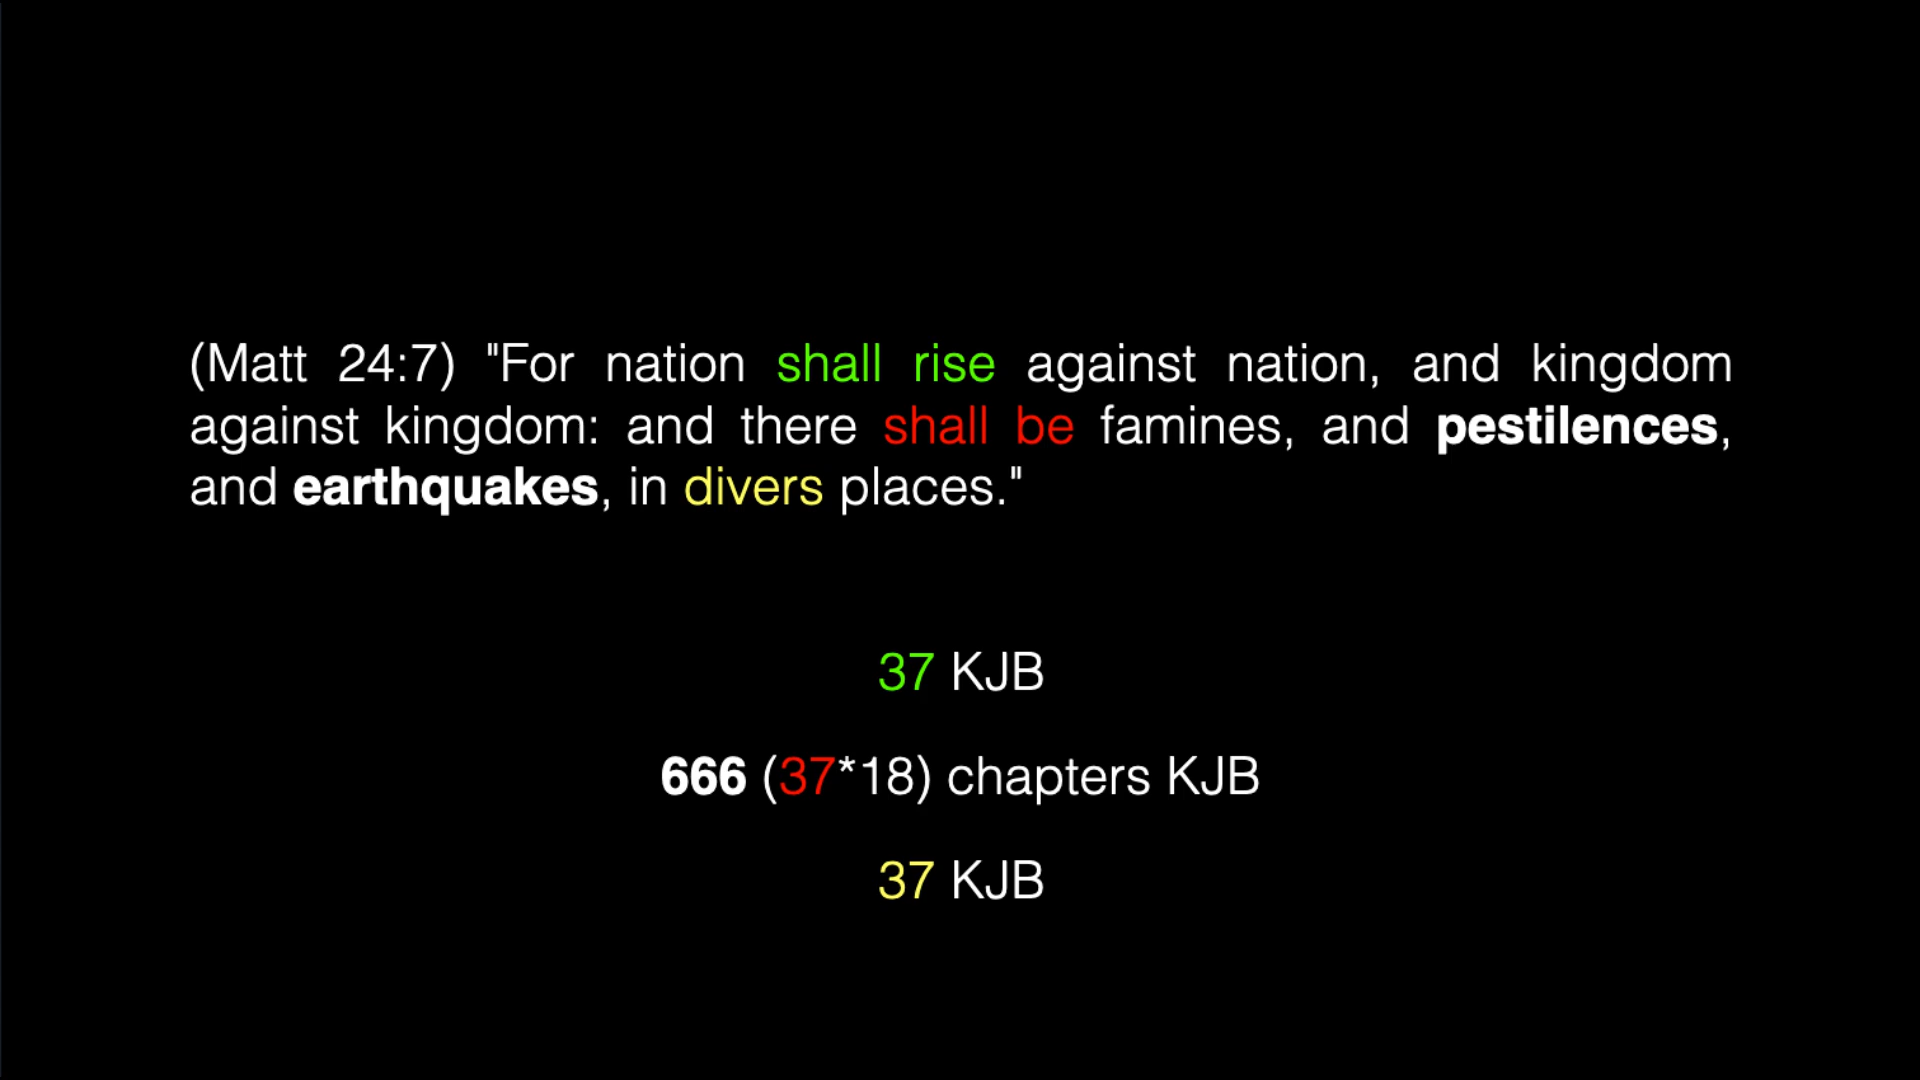 (Matt 24:7) "For nation shall rise against nation, and kingdom
against kingdom: and there shall be famines, and pestilences,
and earthquakes, in divers places."
37 KJB
666 (37*18) chapters KJB
37 KJB